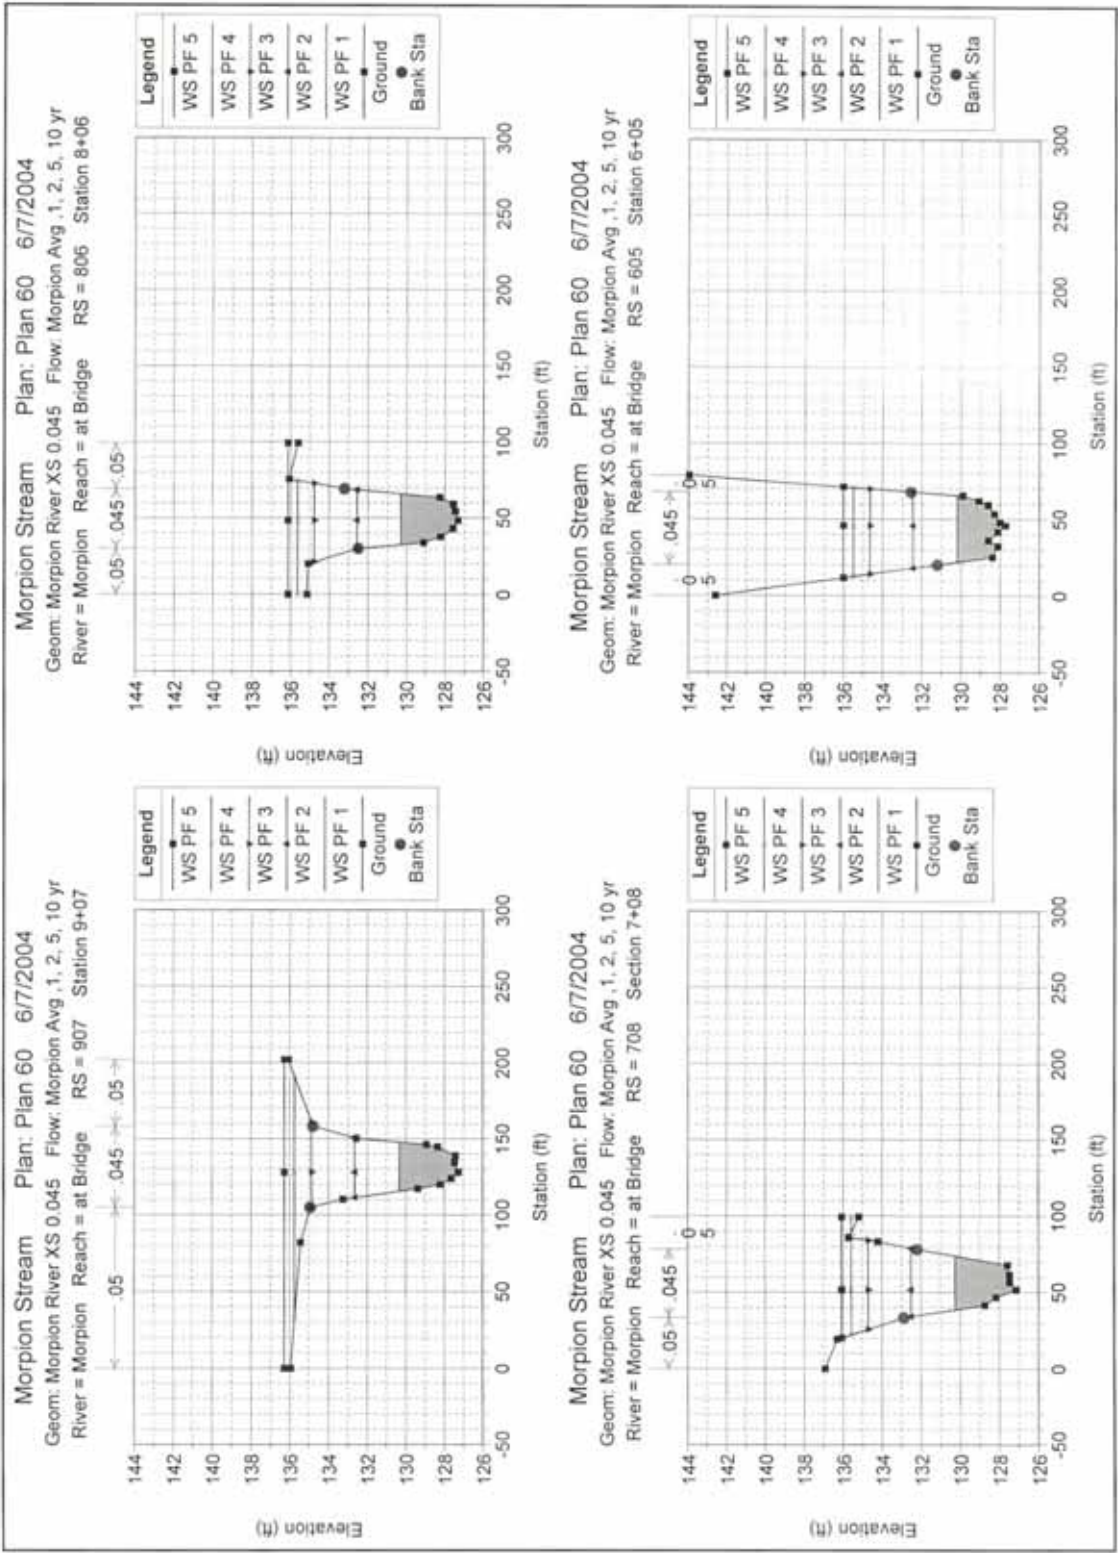 Morpion Stream Plan: Plan 60 6/7/2004
Geom: Morpion River XS 0.045 Flow: Morpion Avg ,1, 2, 5, 10 yr
River = Morpion Reach = at Bridge RS = 907 Station 9+07
.05
.045
.05
144
142
140
138
136
134
132
130
128
126
Elevation (ft)
-50
0
50
100
150
200
250
300
Station (ft)
Legend
WS PF 5
WS PF 4
WS PF 3
WS PF 2
WS PF 1
Ground
Bank Sta
Morpion Stream Plan: Plan 60 6/7/2004
Geom: Morpion River XS 0.045 Flow: Morpion Avg ,1, 2, 5, 10 yr
River = Morpion Reach = at Bridge RS = 806 Station 8+06
.05
.045
.05
144
142
140
138
136
134
132
130
128
126
Elevation (ft)
-50
0
50
100
150
200
250
300
Station (ft)
Legend
WS PF 5
WS PF 4
WS PF 3
WS PF 2
WS PF 1
Ground
Bank Sta
Morpion Stream Plan: Plan 60 6/7/2004
Geom: Morpion River XS 0.045 Flow: Morpion Avg ,1, 2, 5, 10 yr
River = Morpion Reach = at Bridge RS = 708 Section 7+08
.05
.045
.
0
5
144
142
140
138
136
134
132
130
128
126
Elevation (ft)
-50
0
50
100
150
200
250
300
Station (ft)
Legend
WS PF 5
WS PF 4
WS PF 3
WS PF 2
WS PF 1
Ground
Bank Sta
Morpion Stream Plan: Plan 60 6/7/2004
Geom: Morpion River XS 0.045 Flow: Morpion Avg ,1, 2, 5, 10 yr
River = Morpion Reach = at Bridge RS = 605 Station 6+05
.
0
5
.045
.
0
5
144
142
140
138
136
134
132
130
128
126
Elevation (ft)
-50
0
50
100
150
200
250
300
Station (ft)
Legend
WS PF 5
WS PF 4
WS PF 3
WS PF 2
WS PF 1
Ground
Bank Sta